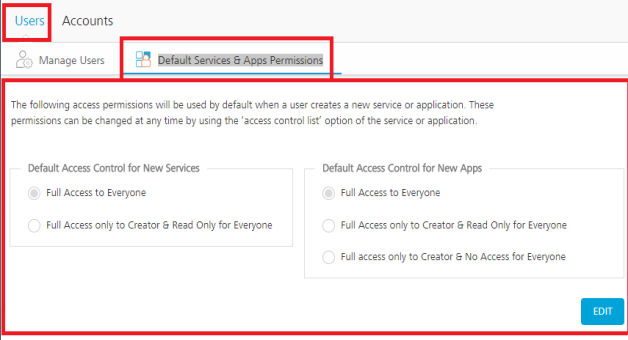 Users Accounts
Manage Users Default Services & Apps Permissions
The following access permissions will be used by default when a user creates a new service or application. These
permissions can be changed at any time by using the 'access control list' option of the service or application.
Default Access Control for New Services
Full Access to Everyone
Full Access only to Creator & Read Only for Everyone
Default Access Control for New Apps
Full Access to Everyone
Full Access only to Creator & Read Only for Everyone
Full access only to Creator & No Access for Everyone
EDIT